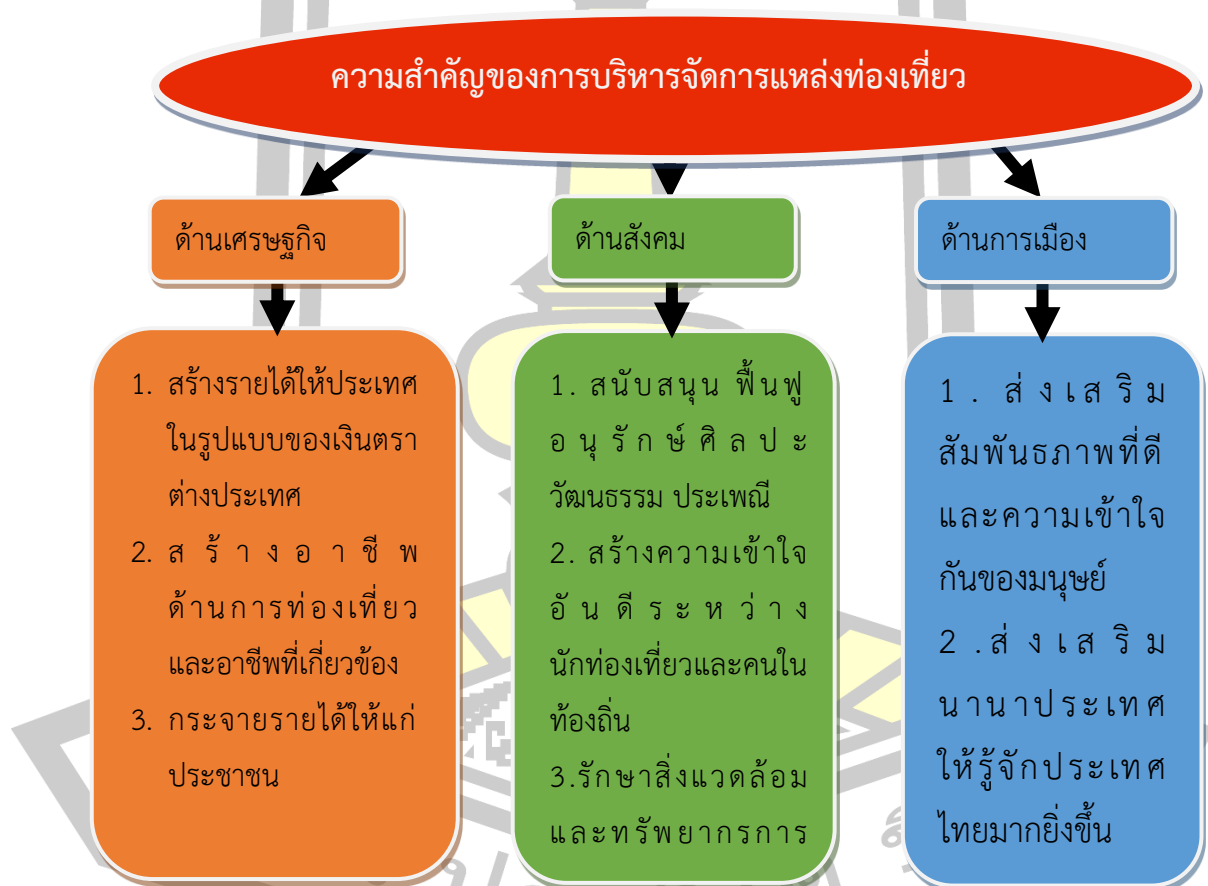 ความสำคัญของการบริหารจัดการแหล่งท่องเที่ยว
ด้านเศรษฐกิจ
ด้านสังคม
ด้านการเมือง
1. สร้างรายได้ให้ประเทศ
ในรูปแบบของเงินตรา
ต่างประเทศ
2. สร้างอาชีพ
ด้านการท่องเที่ยว
และอาชีพที่เกี่ยวข้อง
3. กระจายรายได้ให้แก่
ประชาชน
1. สนับสนุน ฟื้นฟู
อนุรักษ์ศิลปะ
วัฒนธรรม ประเพณี
2. สร้างความเข้าใจ
อันดีระหว่าง
นักท่องเที่ยวและคนใน
ท้องถิ่น
3.รักษาสิ่งแวดล้อม
และทรัพยากรการ
1. ส่งเสริม
สัมพันธภาพที่ดี
และความเข้าใจ
กันของมนุษย์
2.ส่งเสริม
นานาประเทศ
ให้รู้จักประเทศ
ไทยมากยิ่งขึ้น